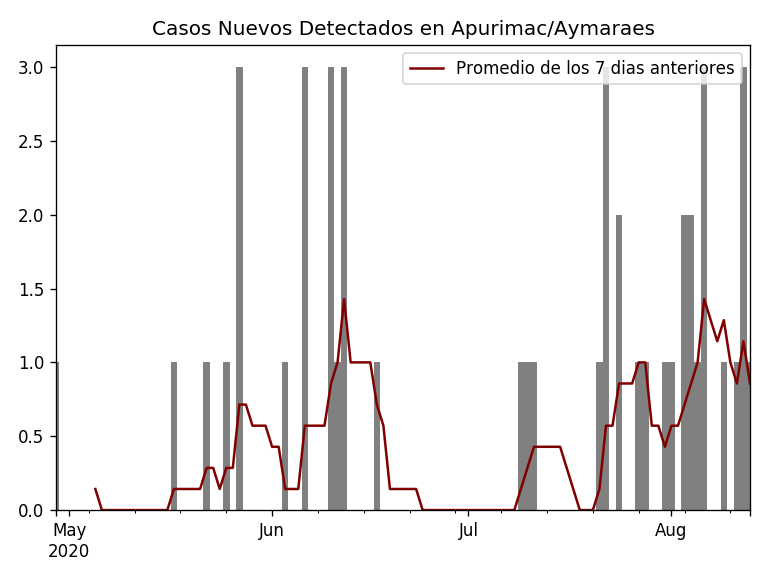 Casos Nuevos Detectados en Apurimac/Aymaraes
Promedio de los 7 dias anteriores
3.0
2.5
2.0
1.5
1.0
0.5
0.0
May Jun Jul Aug
2020